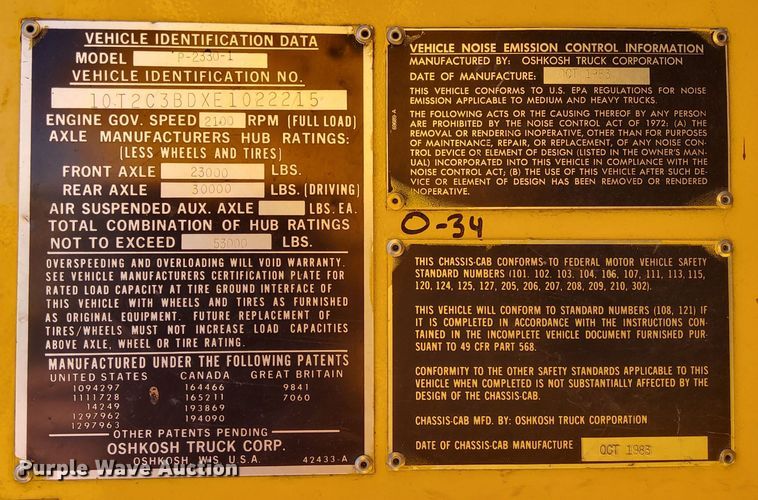 VEHICLE IDENTIFICATION DATA
MODEL P-2330-1
VEHICLE IDENTIFICATION NO.
10T2C3BDXE1022215
ENGINE GOV. SPEED 2100 RPM (FULL LOAD)
AXLE MANUFACTURERS HUB RATINGS:
(LESS WHEELS AND TIRES)
FRONT AXLE 23000 LBS.
REAR AXLE 30000 LBS. (DRIVING)
AIR SUSPENDED AUX. AXLE LBS. EA.
TOTAL COMBINATION OF HUB RATINGS
NOT TO EXCEED 53000 LBS.
OVERSPEEDING AND OVERLOADING WILL VOID WARRANTY.
SEE VEHICLE MANUFACTURERS CERTIFICATION PLATE FOR
RATED LOAD CAPACITY AT TIRE GROUND INTERFACE OF
THIS VEHICLE WITH WHEELS AND TIRES AS FURNISHED
AS ORIGINAL EQUIPMENT. FUTURE REPLACEMENT OF
TIRES/WHEELS MUST NOT INCREASE LOAD CAPACITIES
ABOVE AXLE, WHEEL OR TIRE RATING.
MANUFACTURED UNDER THE FOLLOWING PATENTS
UNITED STATES CANADA GREAT BRITAIN
1094297 164466 9841
1111728 165211 7060
14249 193869
1297962 194090
1297963
OTHER PATENTS PENDING
OSHKOSH TRUCK CORP.
OSHKOSH, WIS. U.S.A. 42433-A
Purple Wave Auction
VEHICLE NOISE EMISSION CONTROL INFORMATION
MANUFACTURED BY: OSHKOSH TRUCK CORPORATION
DATE OF MANUFACTURE: OCT 1983
THIS VEHICLE CONFORMS TO U.S. EPA REGULATIONS FOR NOISE
EMISSION APPLICABLE TO MEDIUM AND HEAVY TRUCKS.
THE FOLLOWING ACTS OR THE CAUSING THEREOF BY ANY PERSON
ARE PROHIBITED BY THE NOISE CONTROL ACT OF 1972: (A) THE
REMOVAL OR RENDERING INOPERATIVE, OTHER THAN FOR PURPOSES
OF MAINTENANCE, REPAIR, OR REPLACEMENT, OF ANY NOISE CON-
TROL DEVICE OR ELEMENT OF DESIGN (LISTED IN THE OWNER'S MAN-
UAL) INCORPORATED INTO THIS VEHICLE IN COMPLIANCE WITH THE
NOISE CONTROL ACT; (B) THE USE OF THIS VEHICLE AFTER SUCH DE-
VICE OR ELEMENT OF DESIGN HAS BEEN REMOVED OR RENDERED
INOPERATIVE.
O-34
THIS CHASSIS-CAB CONFORMS TO FEDERAL MOTOR VEHICLE SAFETY
STANDARD NUMBERS (101, 102, 103, 104, 106, 107, 111, 113, 115,
120, 124, 125, 127, 205, 206, 207, 208, 209, 210, 302).
THIS VEHICLE WILL CONFORM TO STANDARD NUMBERS (108, 121) IF
IT IS COMPLETED IN ACCORDANCE WITH THE INSTRUCTIONS CON-
TAINED IN THE INCOMPLETE VEHICLE DOCUMENT FURNISHED PUR-
SUANT TO 49 CFR PART 568.
CONFORMITY TO THE OTHER SAFETY STANDARDS APPLICABLE TO THIS
VEHICLE WHEN COMPLETED IS NOT SUBSTANTIALLY AFFECTED BY THE
DESIGN OF THE CHASSIS-CAB.
CHASSIS-CAB MFD. BY: OSHKOSH TRUCK CORPORATION
DATE OF CHASSIS-CAB MANUFACTURE OCT 1983